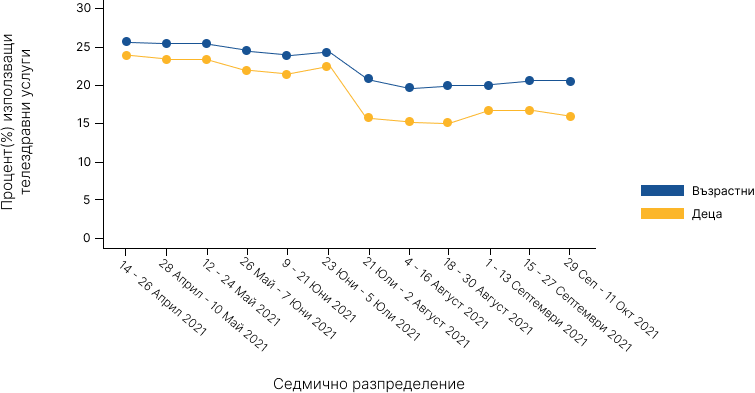 30
25
20
15
10
5
0
Процент(%) използващи
телездравни услуги
14 - 26 Април 2021
28 Април - 10 Май 2021
12 - 24 Май 2021
26 Май - 7 Юни 2021
9 - 21 Юни 2021
23 Юни - 5 Юли 2021
21 Юли - 2 Август 2021
4 - 16 Август 2021
18 - 30 Август 2021
1 - 13 Септември 2021
15 - 27 Септември 2021
29 Сеп - 11 Окт 2021
Седмично разпределение
Възрастни
Деца